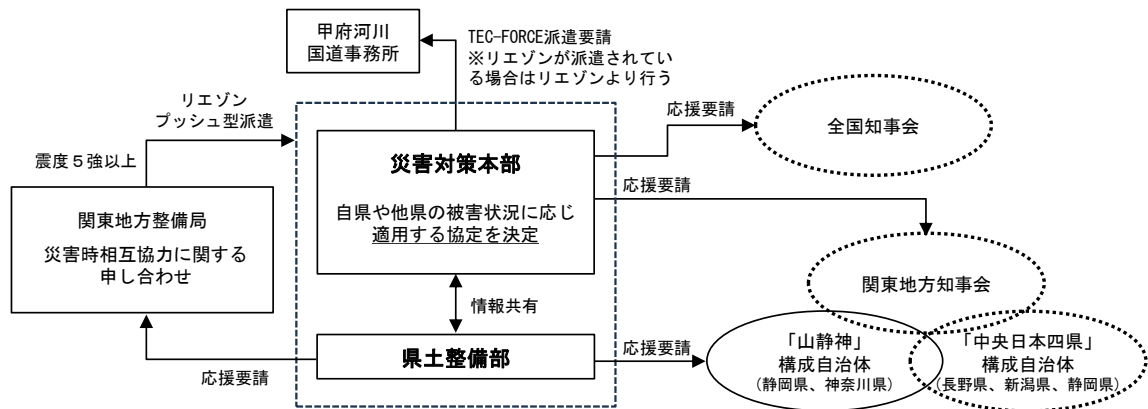 甲府河川
国道事務所
TEC-FORCE派遣要請
※リエゾンが派遣されてい
る場合はリエゾンより行う
リエゾン
プッシュ型派遣
震度５強以上
応援要請
全国知事会
災害対策本部
自県や他県の被害状況に応じ
適用する協定を決定
応援要請
関東地方整備局
災害時相互協力に関する
申し合わせ
関東地方知事会
情報共有
県土整備部
応援要請
応援要請
「山静神」
構成自治体
（静岡県、神奈川県）
「中央日本四県」
構成自治体
（長野県、新潟県、静岡県）